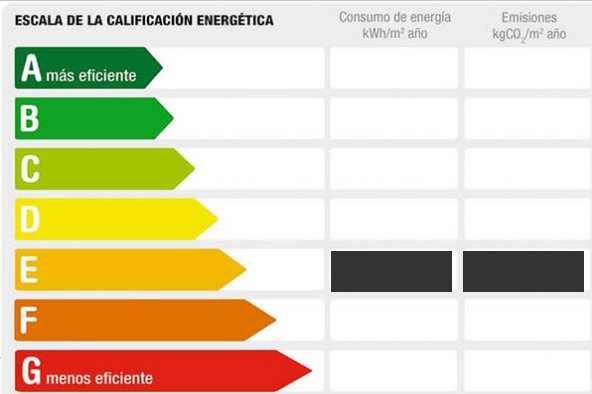 ESCALA DE LA CALIFICACIÓN ENERGÉTICA
Consumo de energía
kWh/m² año
Emisiones
kgCO₂/m² año
A más eficiente
B
C
D
E
F
G menos eficiente